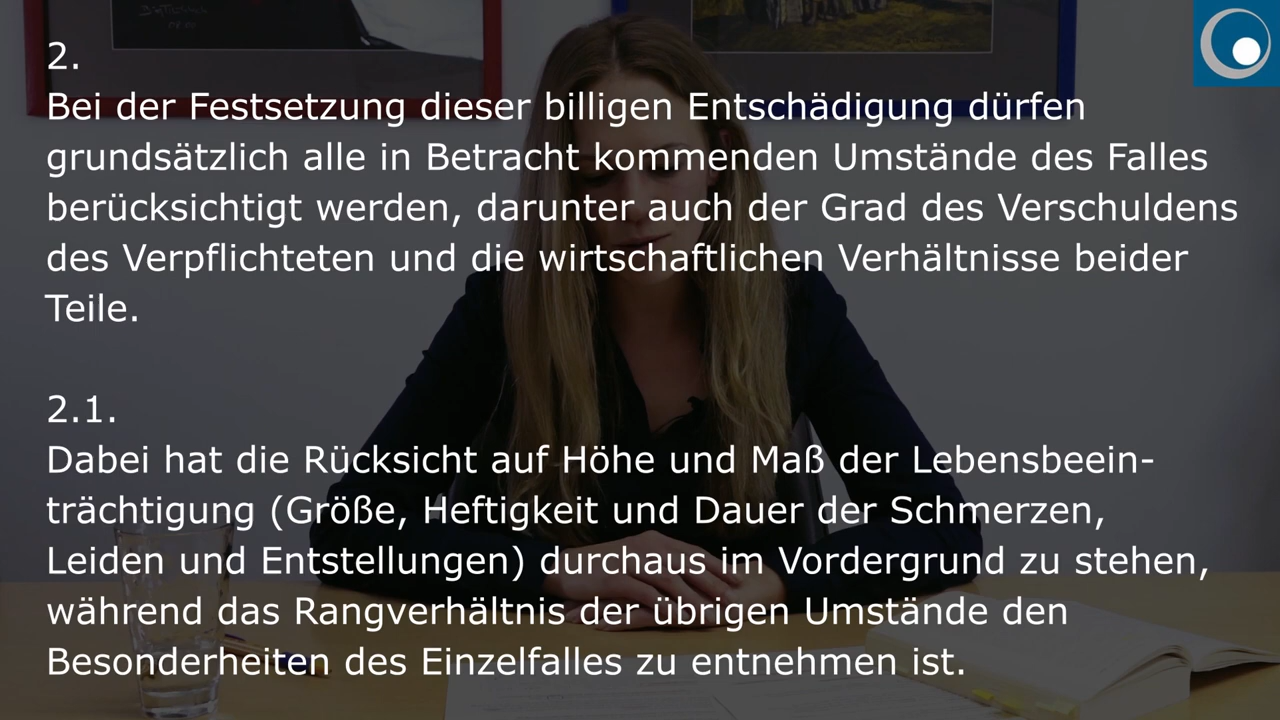 2.
Bei der Festsetzung dieser billigen Entschädigung dürfen
grundsätzlich alle in Betracht kommenden Umstände des Falles
berücksichtigt werden, darunter auch der Grad des Verschuldens
des Verpflichteten und die wirtschaftlichen Verhältnisse beider
Teile.
2.1.
Dabei hat die Rücksicht auf Höhe und Maß der Lebensbeein-
trächtigung (Größe, Heftigkeit und Dauer der Schmerzen,
Leiden und Entstellungen) durchaus im Vordergrund zu stehen,
während das Rangverhältnis der übrigen Umstände den
Besonderheiten des Einzelfalles zu entnehmen ist.